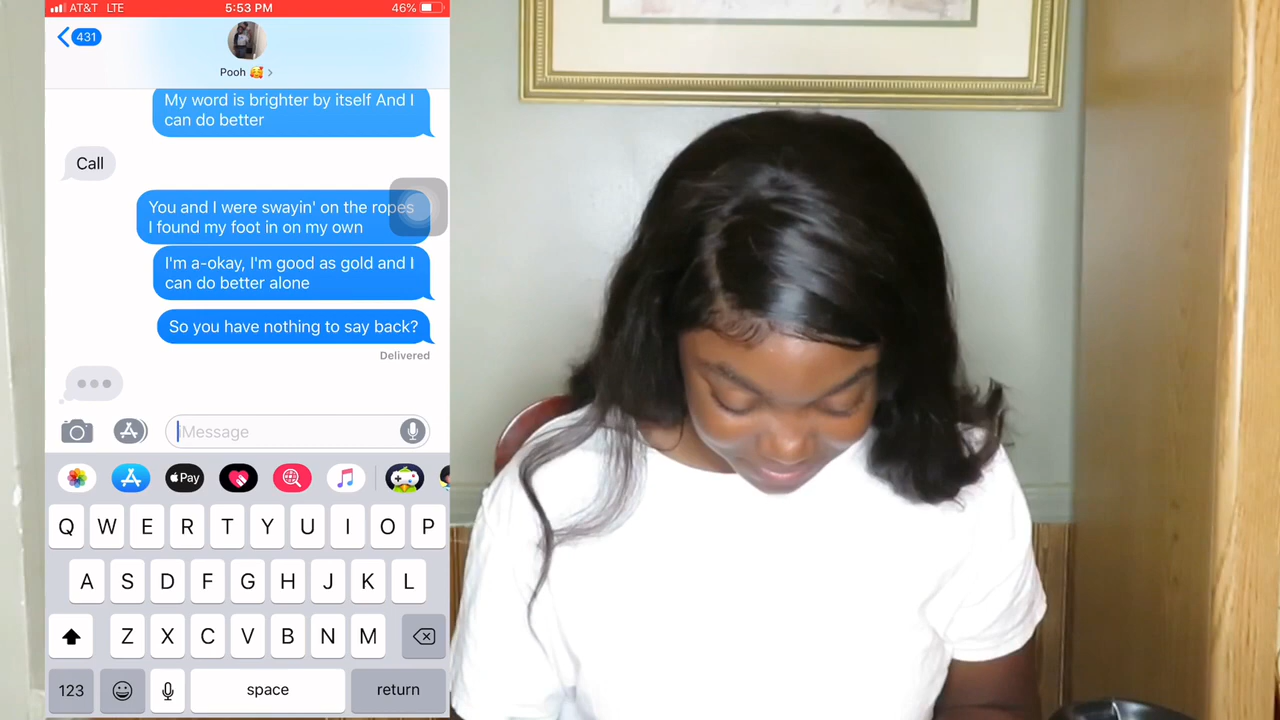 AT&T LTE 5:53 PM 46%
431
Pooh 🥰 >
My word is brighter by itself And I
can do better
Call
You and I were swayin' on the ropes
I found my foot in on my own
I'm a-okay, I'm good as gold and I
can do better alone
So you have nothing to say back?
Delivered
iMessage
Pay
Q W E R T Y U I O P
A S D F G H J K L
Z X C V B N M
123 space return